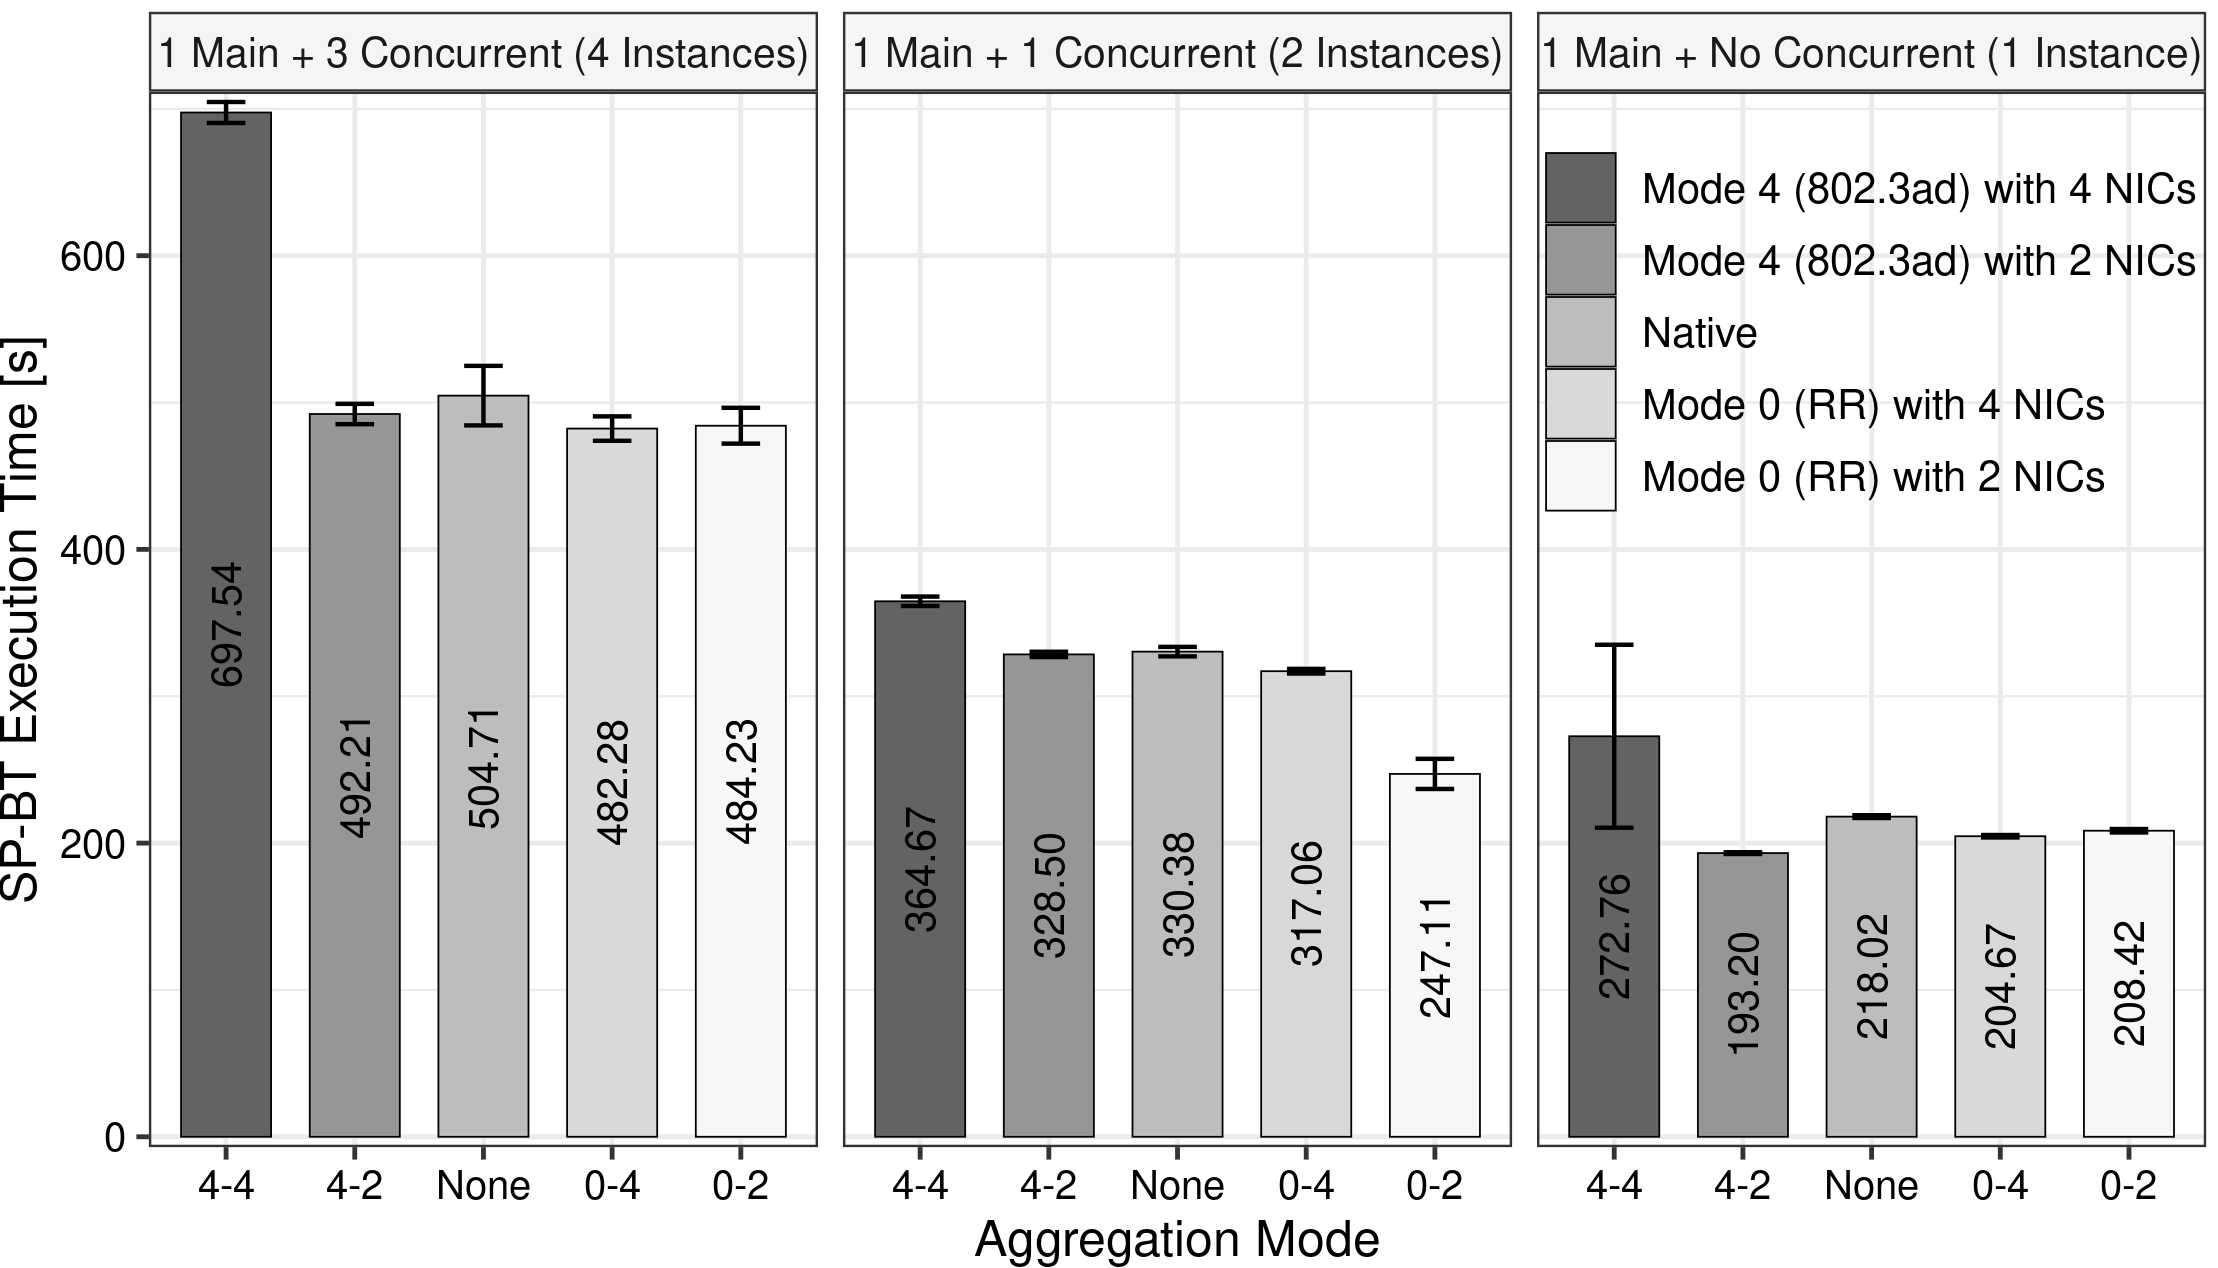 1 Main + 3 Concurrent (4 Instances)
1 Main + 1 Concurrent (2 Instances)
1 Main + No Concurrent (1 Instance)
SP-BT Execution Time [s]
600
400
200
0
697.54
492.21
504.71
482.28
484.23
364.67
328.50
330.38
317.06
247.11
272.76
193.20
218.02
204.67
208.42
Mode 4 (802.3ad) with 4 NICs
Mode 4 (802.3ad) with 2 NICs
Native
Mode 0 (RR) with 4 NICs
Mode 0 (RR) with 2 NICs
4-4 4-2 None 0-4 0-2
4-4 4-2 None 0-4 0-2
4-4 4-2 None 0-4 0-2
Aggregation Mode